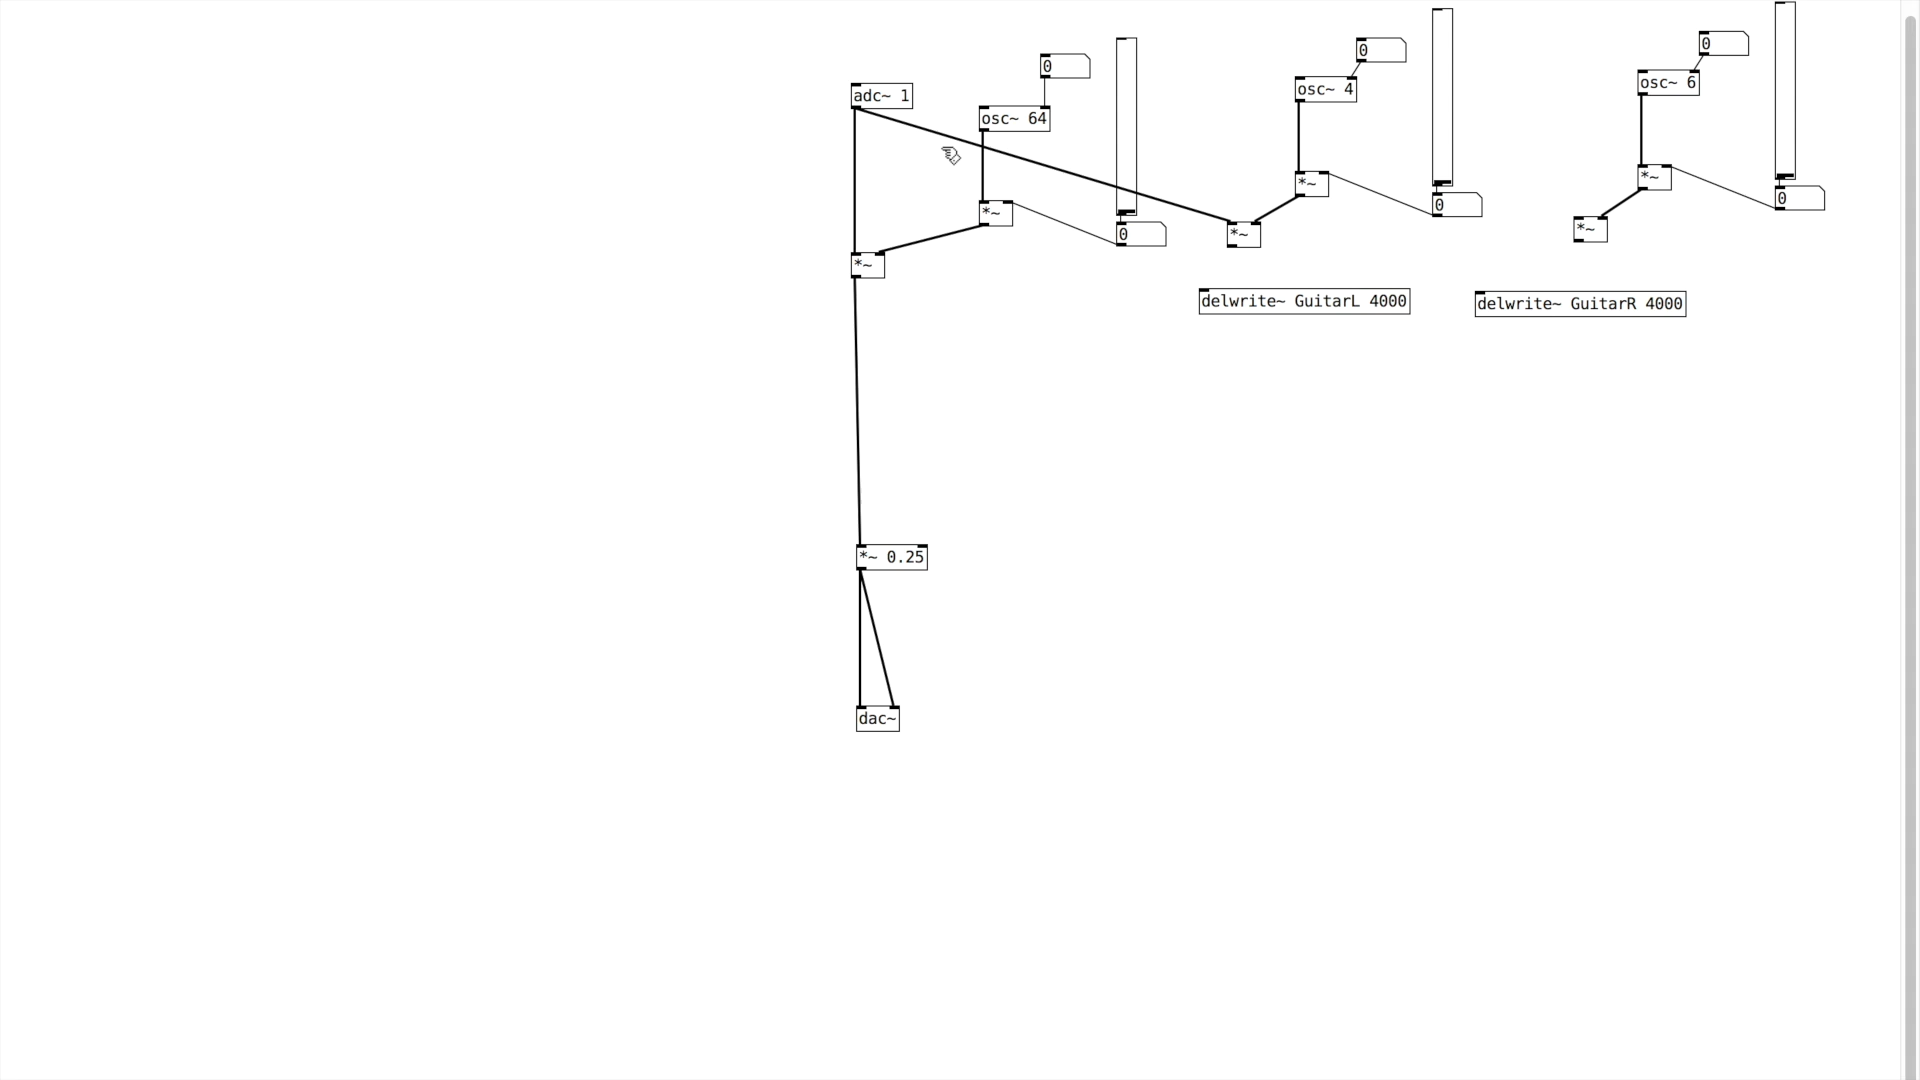 0
0
0
adc~ 1
osc~ 64
osc~ 4
osc~ 6
*~
*~
*~
0
0
0
*~
*~
*~
delwrite~ GuitarL 4000
delwrite~ GuitarR 4000
*~ 0.25
dac~